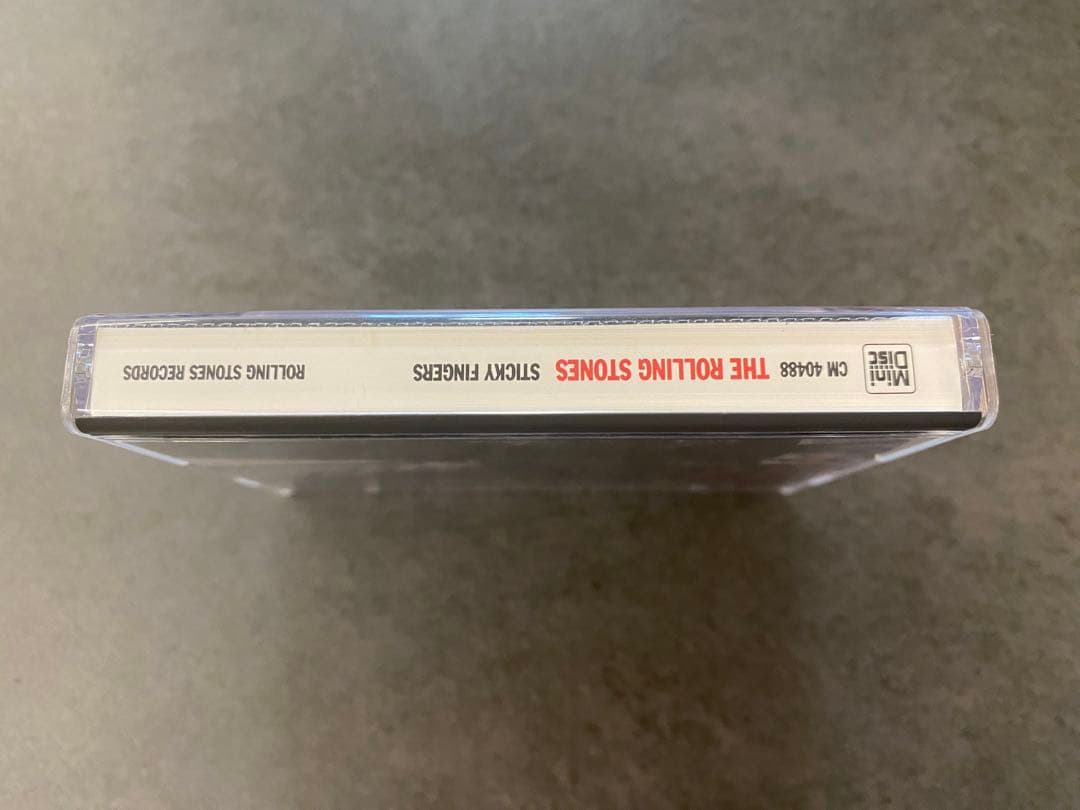 Mini Disc
CM 40488 THE ROLLING STONES STICKY FINGERS ROLLING STONES RECORDS